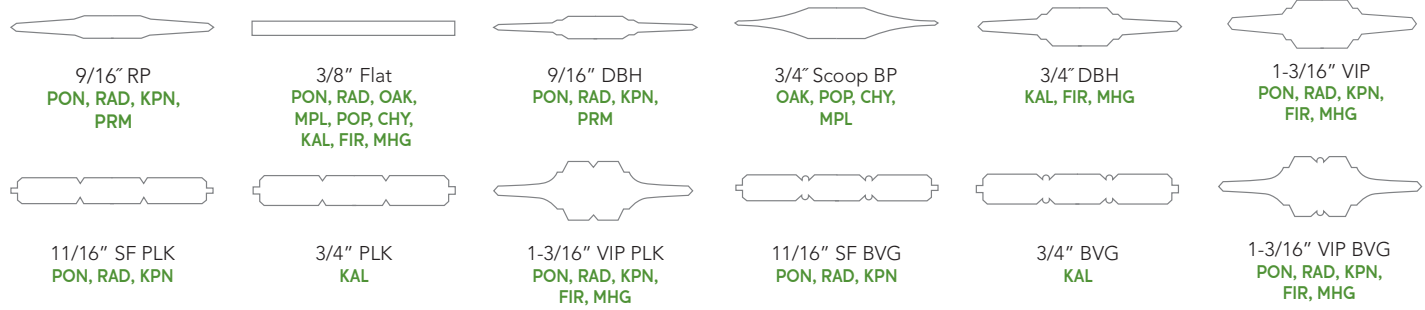 9/16˝ RP
PON, RAD, KPN,
PRM
3/8” Flat
PON, RAD, OAK,
MPL, POP, CHY,
KAL, FIR, MHG
9/16” DBH
PON, RAD, KPN,
PRM
3/4˝ Scoop BP
OAK, POP, CHY,
MPL
3/4˝ DBH
KAL, FIR, MHG
1-3/16” VIP
PON, RAD, KPN,
FIR, MHG
11/16” SF PLK
PON, RAD, KPN
3/4” PLK
KAL
1-3/16” VIP PLK
PON, RAD, KPN,
FIR, MHG
11/16” SF BVG
PON, RAD, KPN
3/4” BVG
KAL
1-3/16” VIP BVG
PON, RAD, KPN,
FIR, MHG